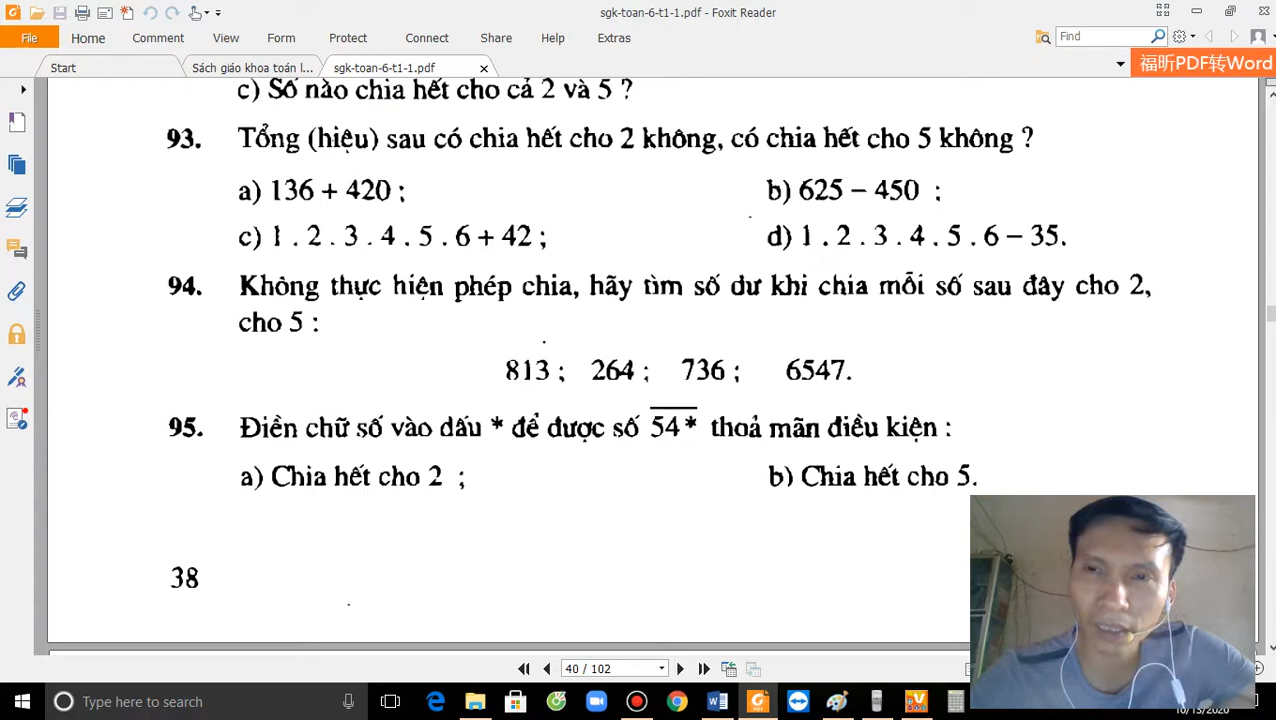 sgk-toan-6-t1-1.pdf - Foxit Reader
File Home Comment View Form Protect Connect Share Help Extras Find
福昕PDF转Word
Start Sách giáo khoa toán l... sgk-toan-6-t1-1.pdf
c) Số nào chia hết cho cả 2 và 5 ?
93. Tổng (hiệu) sau có chia hết cho 2 không, có chia hết cho 5 không ?
a) 136 + 420 ; b) 625 – 450 ;
c) 1 . 2 . 3 . 4 . 5 . 6 + 42 ; d) 1 . 2 . 3 . 4 . 5 . 6 – 35.
94. Không thực hiện phép chia, hãy tìm số dư khi chia mỗi số sau đây cho 2,
cho 5 :
813 ; 264 ; 736 ; 6547.
95. Điền chữ số vào dấu * để được số 54* thoả mãn điều kiện :
a) Chia hết cho 2 ; b) Chia hết cho 5.
38
40 / 102
Type here to search
10/13/2020